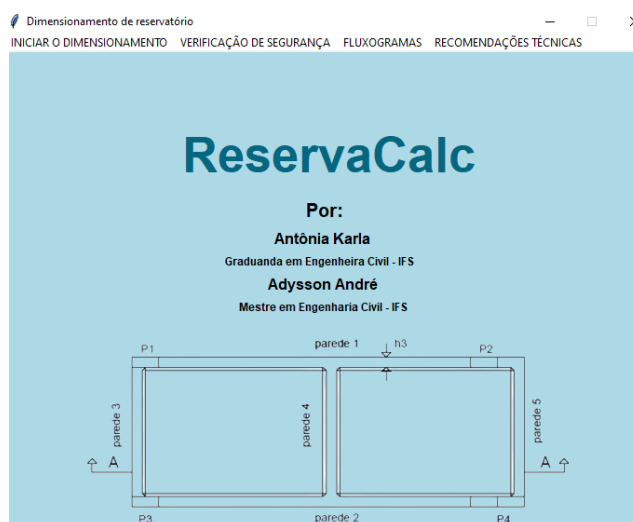 Dimensionamento de reservatório
INICIAR O DIMENSIONAMENTO VERIFICAÇÃO DE SEGURANÇA FLUXOGRAMAS RECOMENDAÇÕES TÉCNICAS
ReservaCalc
Por:
Antônia Karla
Graduanda em Engenheira Civil - IFS
Adysson André
Mestre em Engenharia Civil - IFS
parede 1 h3
P1 P2
parede 3 parede 4 parede 5
A A
P3 parede 2 P4